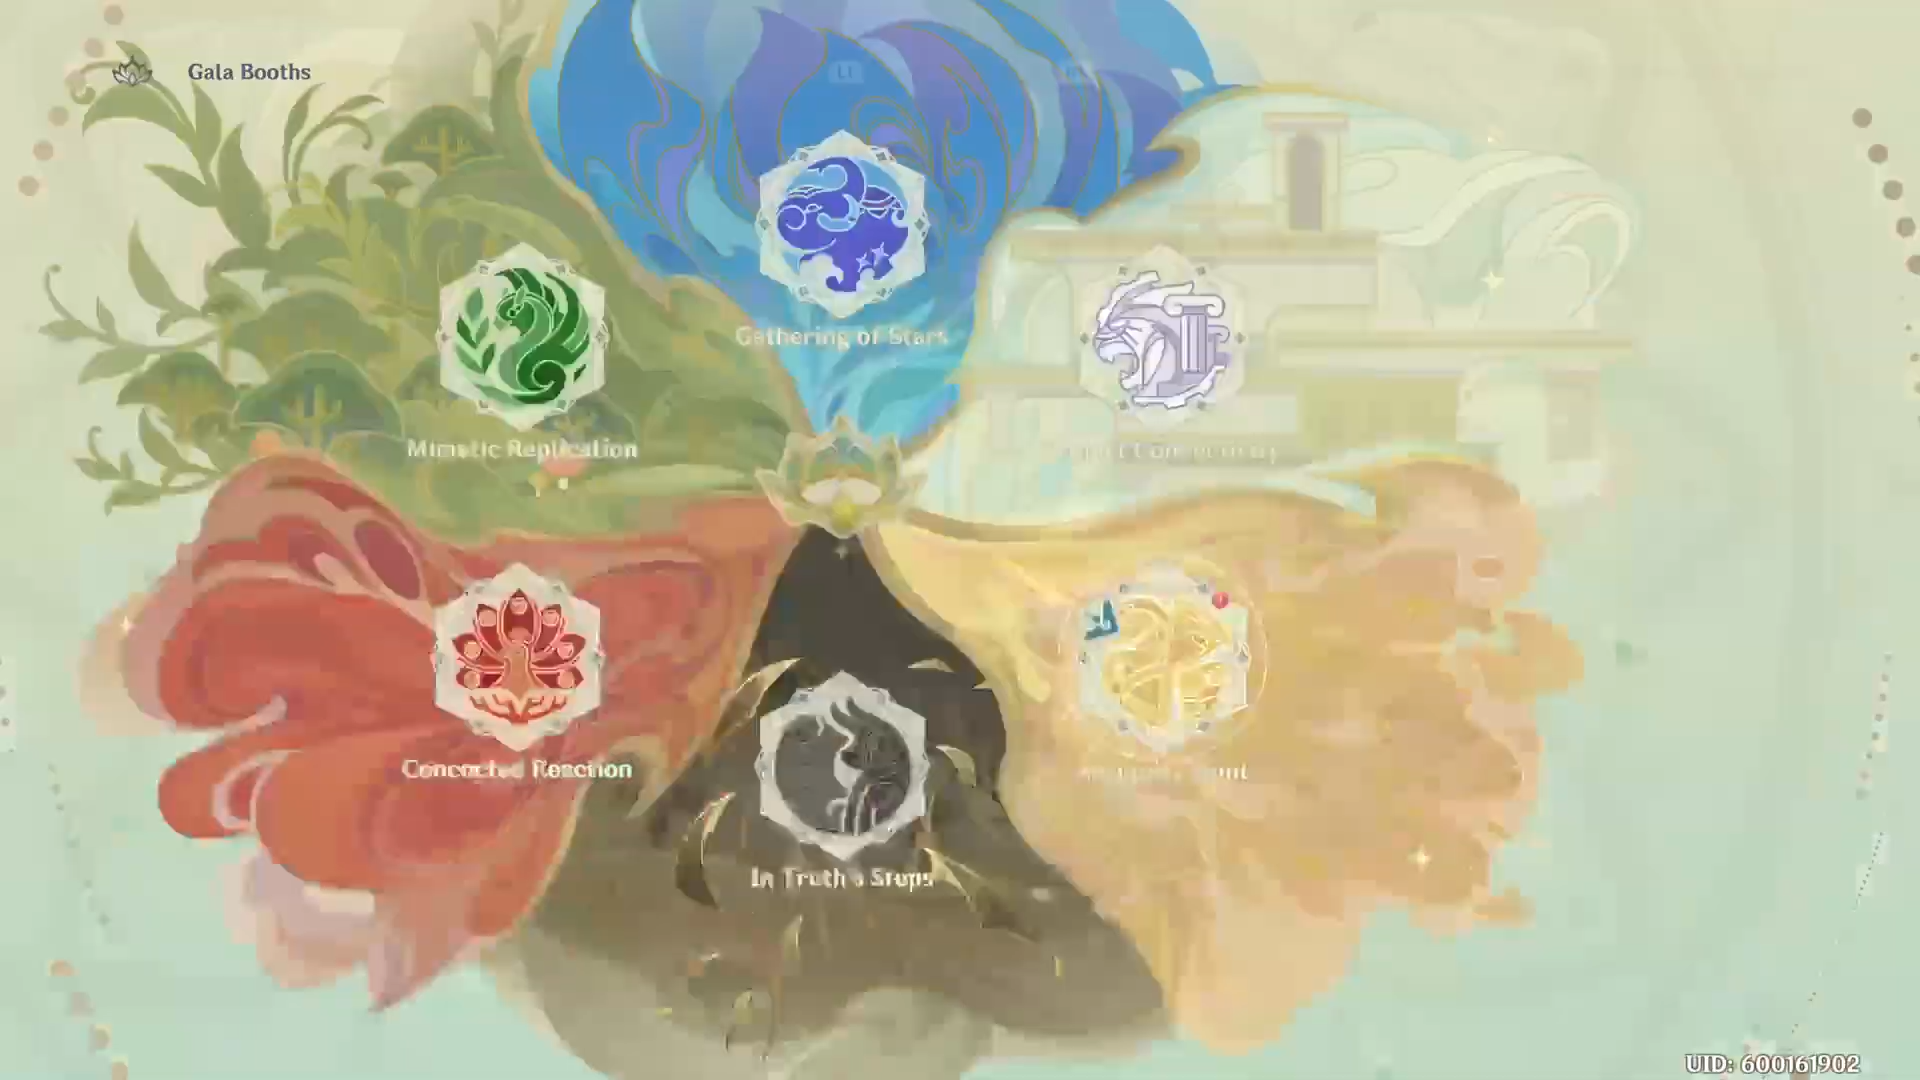 Gala Booths
Gathering of Stars
Mimetic Replication
Concocted Reaction
In Truth's Steps
UID: 600161902